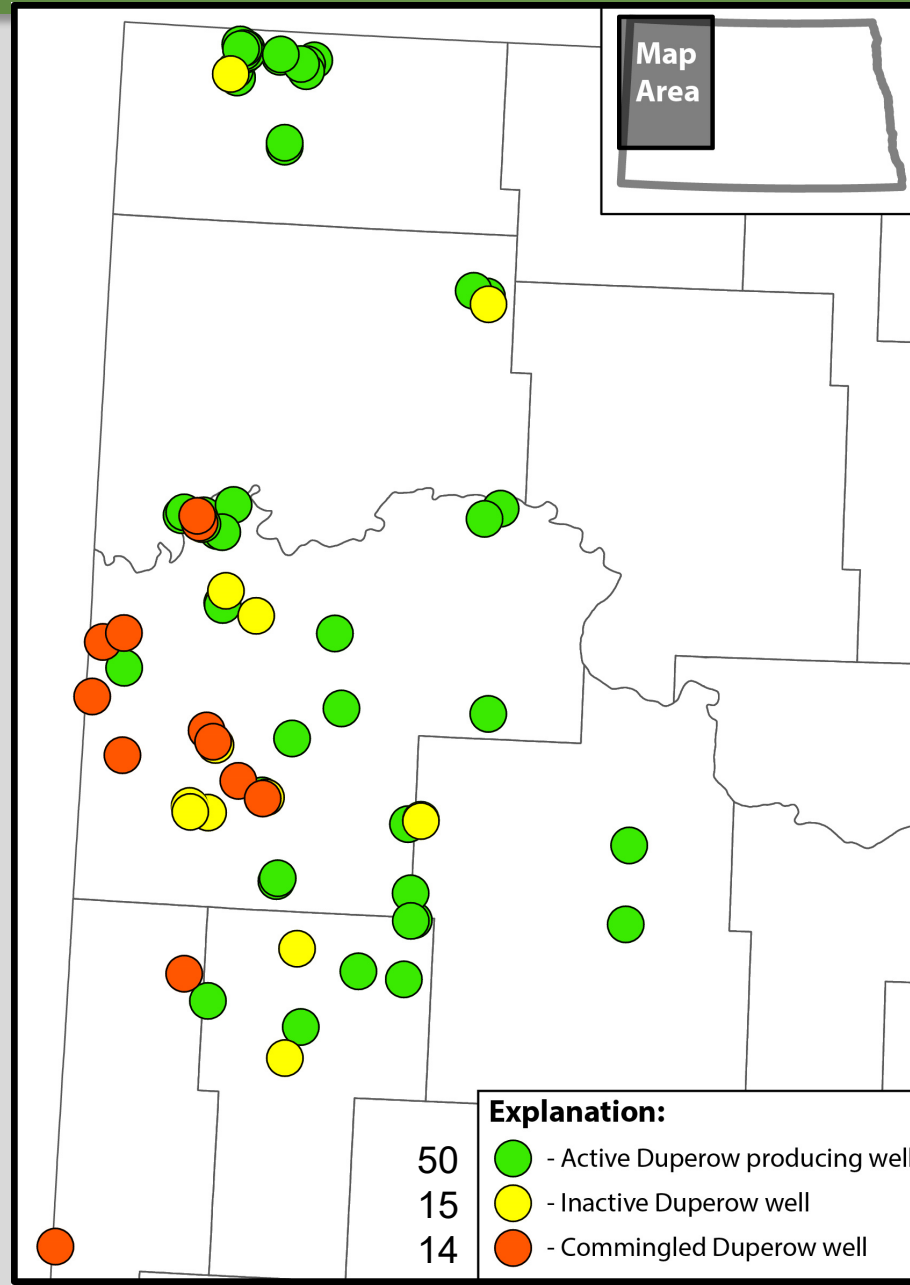 Map
Area
Explanation:
50 - Active Duperow producing well
15 - Inactive Duperow well
14 - Commingled Duperow well